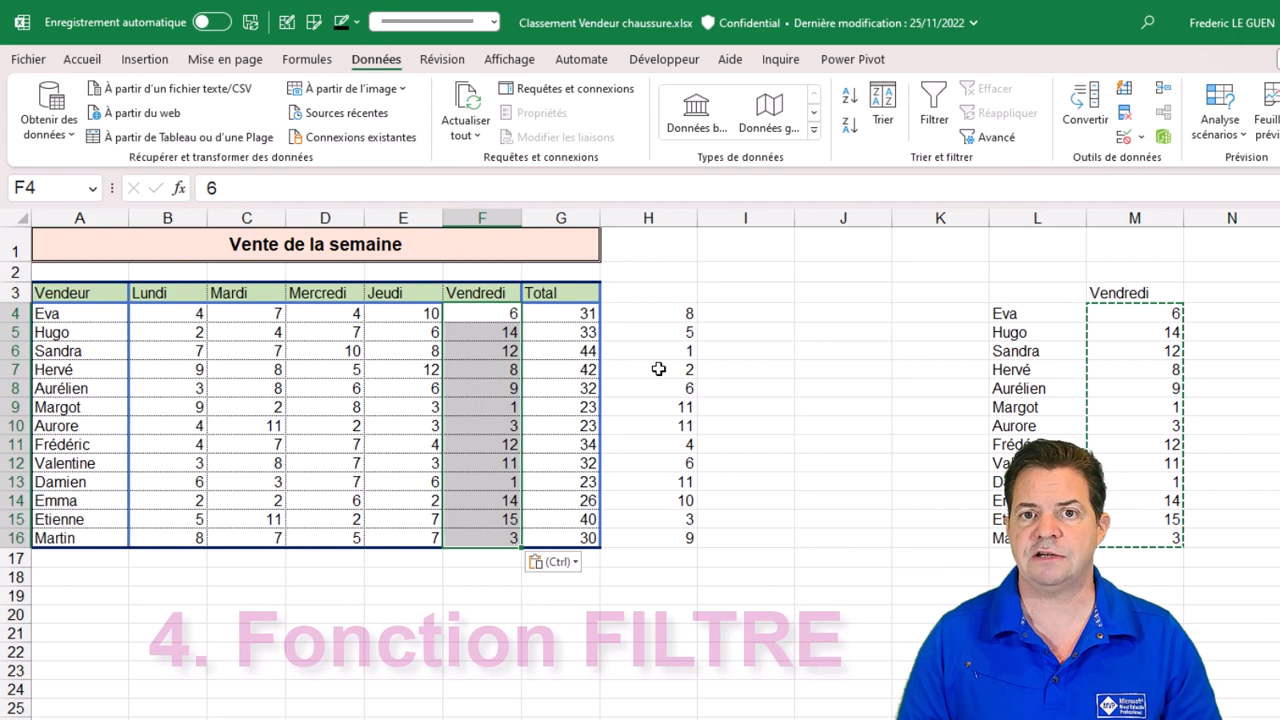 Enregistrement automatique
Classement Vendeur chaussure.xlsx
Confidential • Dernière modification : 25/11/2022
Frederic LE GUEN
Fichier Accueil Insertion Mise en page Formules Données Révision Affichage Automate Développeur Aide Inquire Power Pivot
Obtenir des données
À partir d'un fichier texte/CSV
À partir du web
À partir de Tableau ou d'une Plage
À partir de l'image
Sources récentes
Connexions existantes
Récupérer et transformer des données
Actualiser tout
Requêtes et connexions
Propriétés
Modifier les liaisons
Requêtes et connexions
Données b...
Données g...
Types de données
Trier
Filtrer
Effacer
Réappliquer
Avancé
Trier et filtrer
Convertir
Outils de données
Analyse scénarios
Prévision
F4 fx 6
A B C D E F G H I J K L M N
1 Vente de la semaine
2
3 Vendeur Lundi Mardi Mercredi Jeudi Vendredi Total Vendredi
4 Eva 4 7 4 10 6 31 8 Eva 6
5 Hugo 2 4 7 6 14 33 5 Hugo 14
6 Sandra 7 7 10 8 12 44 1 Sandra 12
7 Hervé 9 8 5 12 8 42 2 Hervé 8
8 Aurélien 3 8 6 6 9 32 6 Aurélien 9
9 Margot 9 2 8 3 1 23 11 Margot 1
10 Aurore 4 11 2 3 3 23 11 Aurore 3
11 Frédéric 4 7 7 4 12 34 4 12
12 Valentine 3 8 7 3 11 32 6 11
13 Damien 6 3 7 6 1 23 11 1
14 Emma 2 2 6 2 14 26 10 14
15 Etienne 5 11 2 7 15 40 3 15
16 Martin 8 7 5 7 3 30 9 3
17
(Ctrl)
18
19
20
21
22
23
24
25
4. Fonction FILTRE
Microsoft
MVP